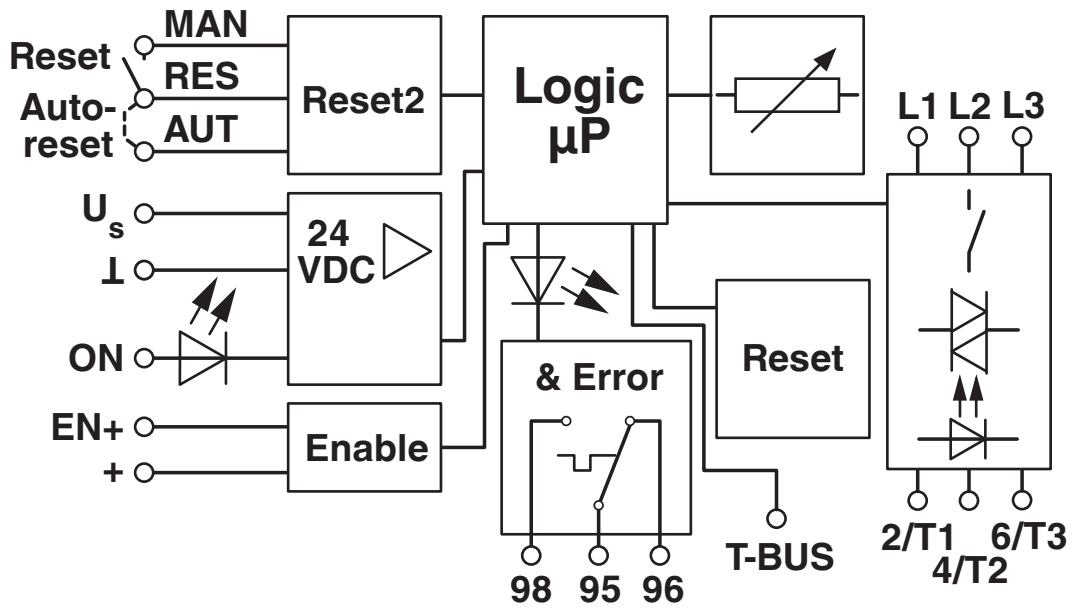 MAN
Reset
RES
Auto-
reset
AUT
Reset2
Logic
µP
L1 L2 L3
Us
⊥
24
VDC
ON
EN+
+
Enable
& Error
Reset
98 95 96
T-BUS
2/T1 6/T3
4/T2